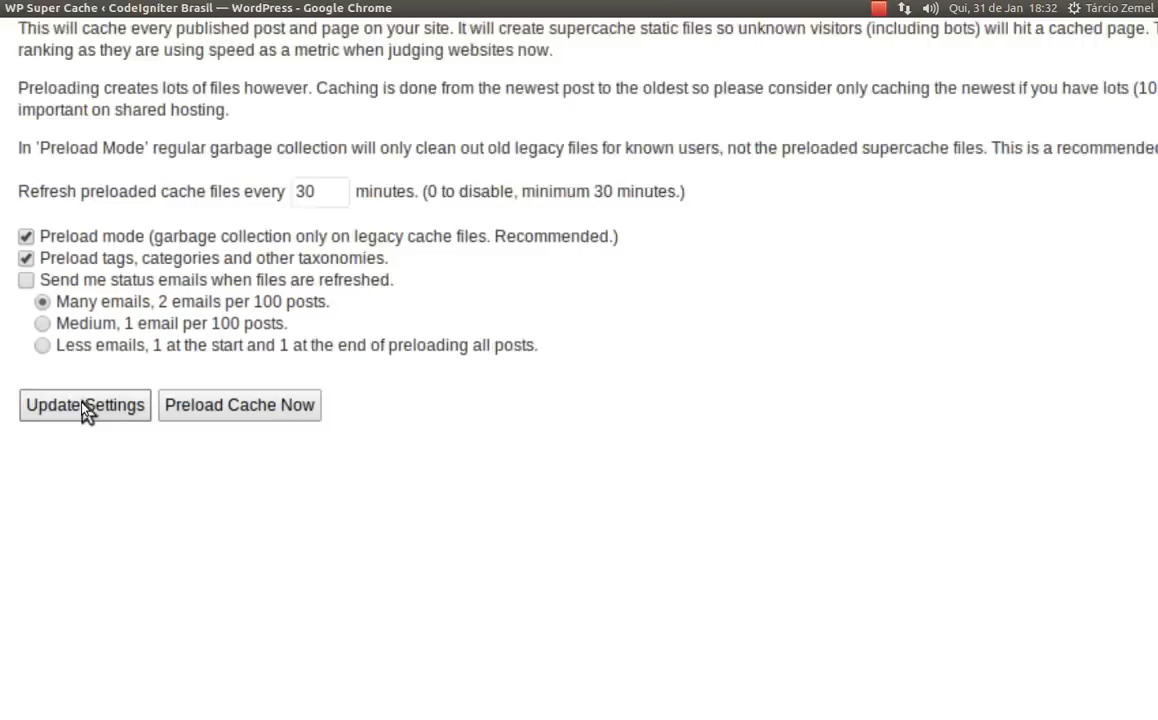 WP Super Cache ‹ CodeIgniter Brasil — WordPress - Google Chrome
Qui, 31 de Jan 18:32 Tárcio Zemel
This will cache every published post and page on your site. It will create supercache static files so unknown visitors (including bots) will hit a cached page. T
ranking as they are using speed as a metric when judging websites now.
Preloading creates lots of files however. Caching is done from the newest post to the oldest so please consider only caching the newest if you have lots (10
important on shared hosting.
In 'Preload Mode' regular garbage collection will only clean out old legacy files for known users, not the preloaded supercache files. This is a recommended
Refresh preloaded cache files every 30 minutes. (0 to disable, minimum 30 minutes.)
Preload mode (garbage collection only on legacy cache files. Recommended.)
Preload tags, categories and other taxonomies.
Send me status emails when files are refreshed.
Many emails, 2 emails per 100 posts.
Medium, 1 email per 100 posts.
Less emails, 1 at the start and 1 at the end of preloading all posts.
Update Settings Preload Cache Now